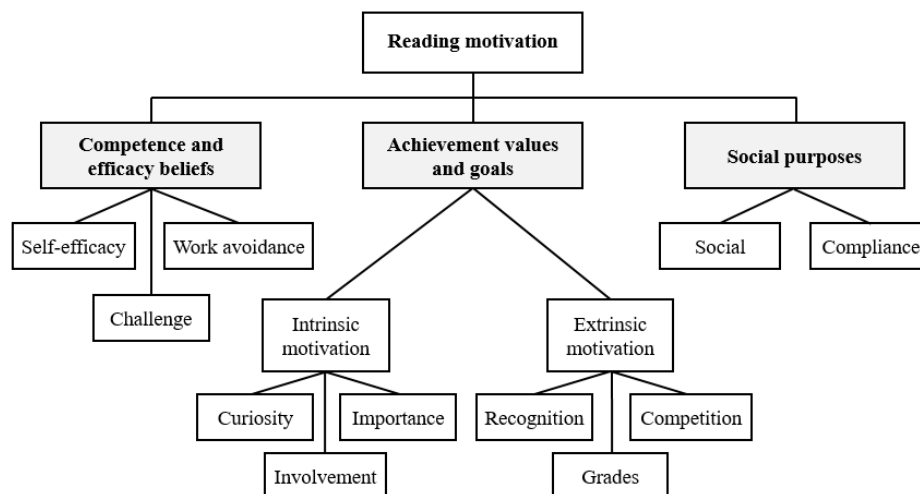 Reading motivation
Competence and
efficacy beliefs
Achievement values
and goals
Social purposes
Self-efficacy
Work avoidance
Social
Compliance
Challenge
Intrinsic
motivation
Extrinsic
motivation
Curiosity
Importance
Recognition
Competition
Involvement
Grades